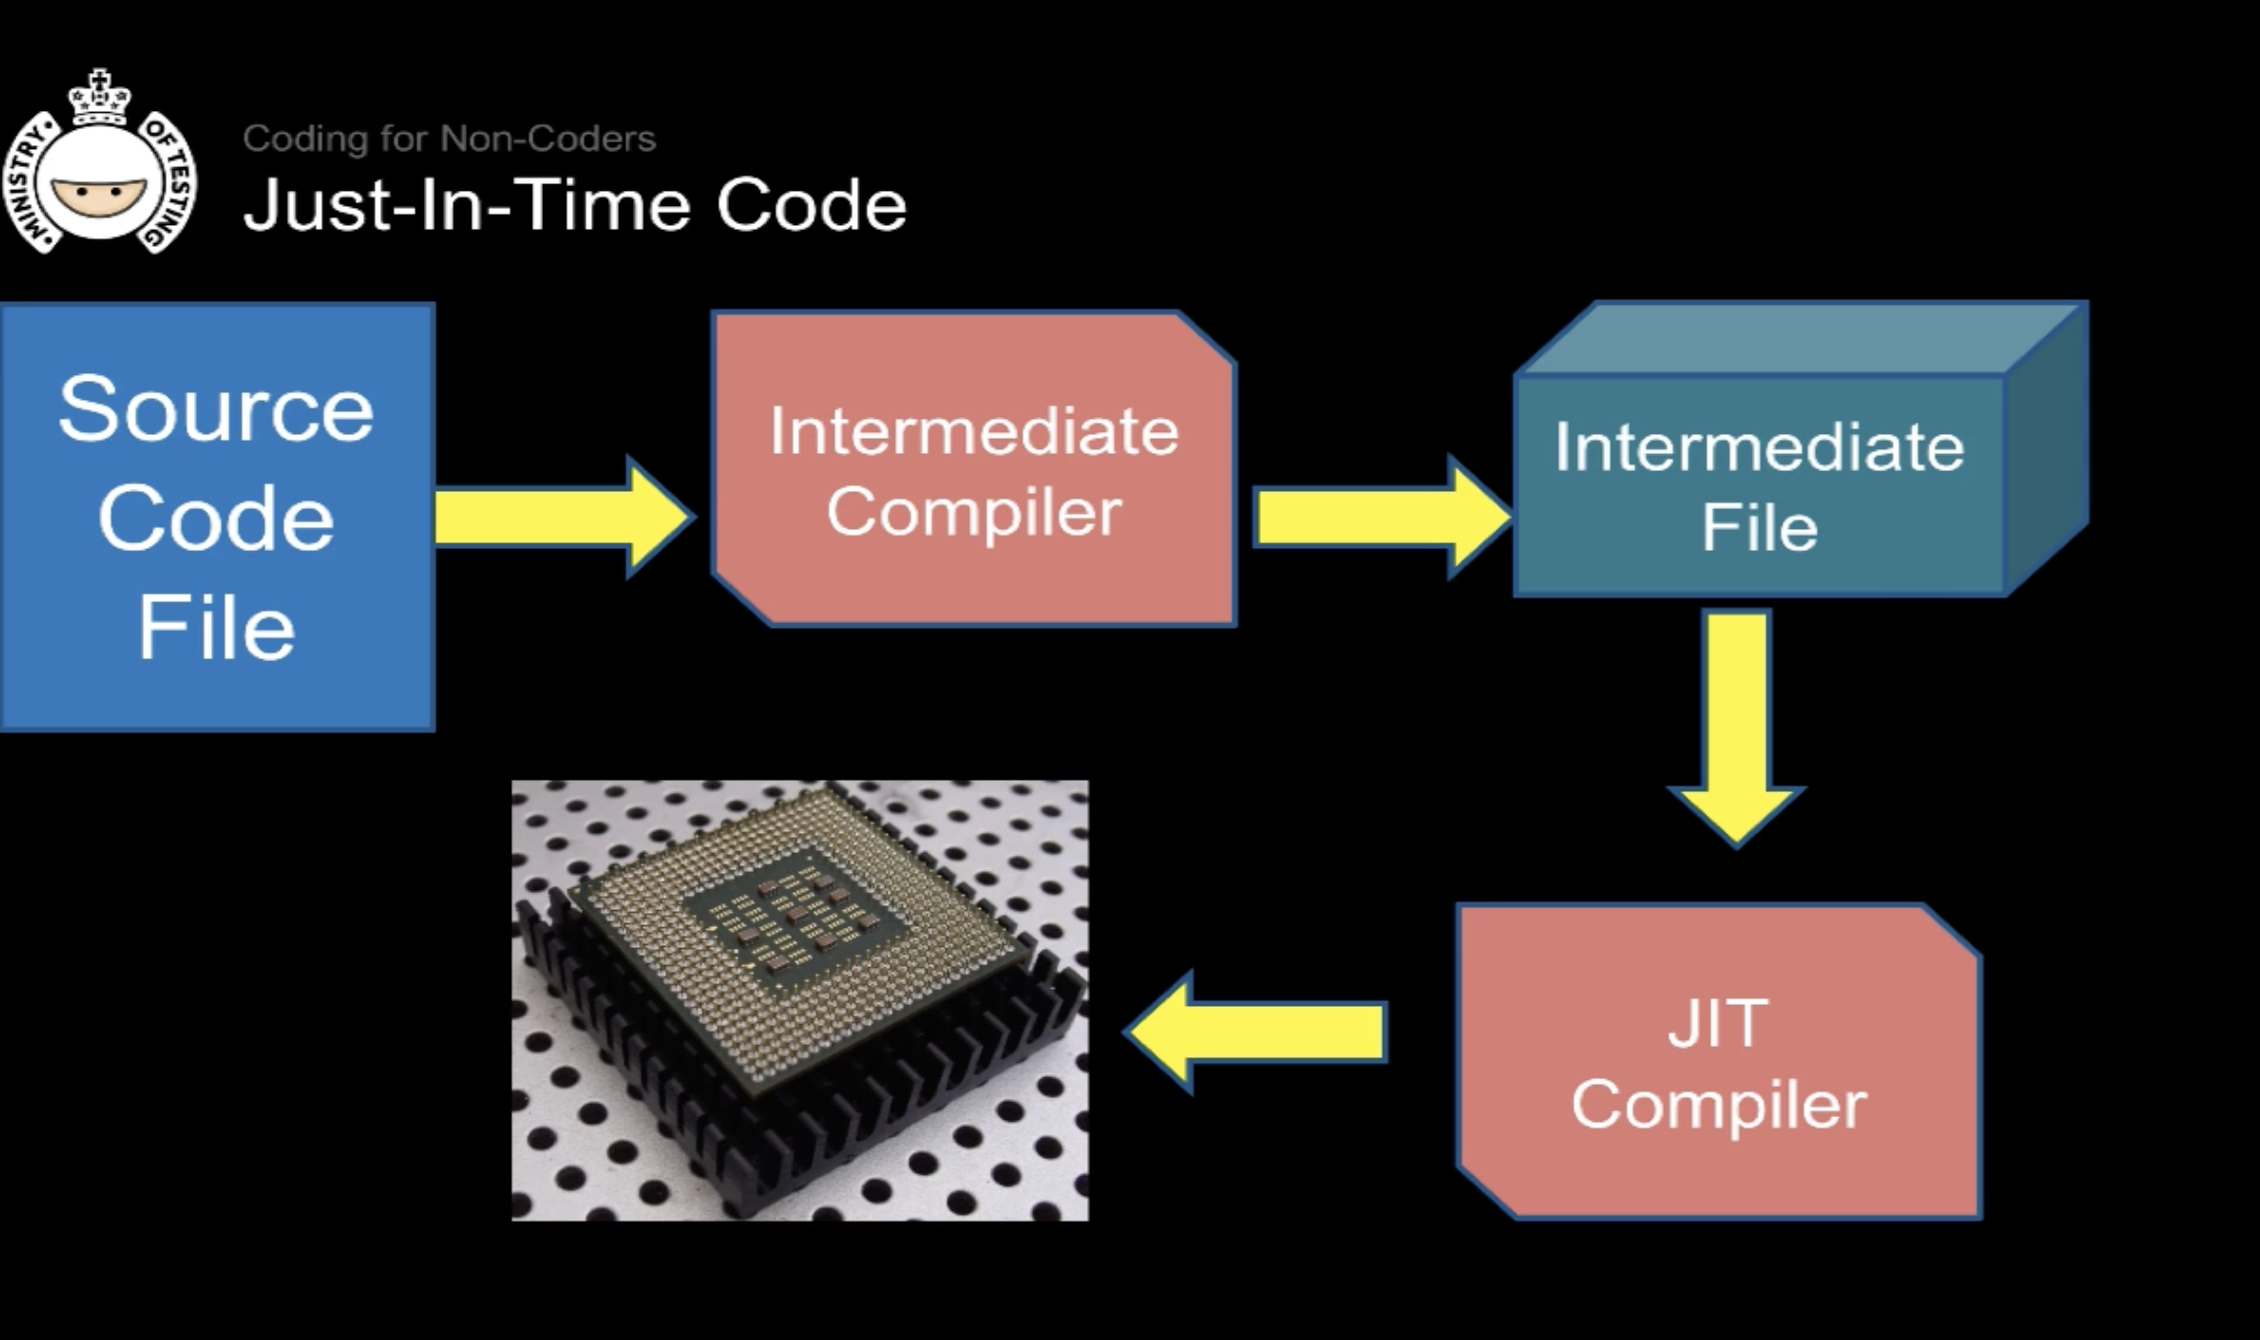 MINISTRY
OF TESTING
Coding for Non-Coders
Just-In-Time Code
Source
Code
File
Intermediate
Compiler
Intermediate
File
JIT
Compiler